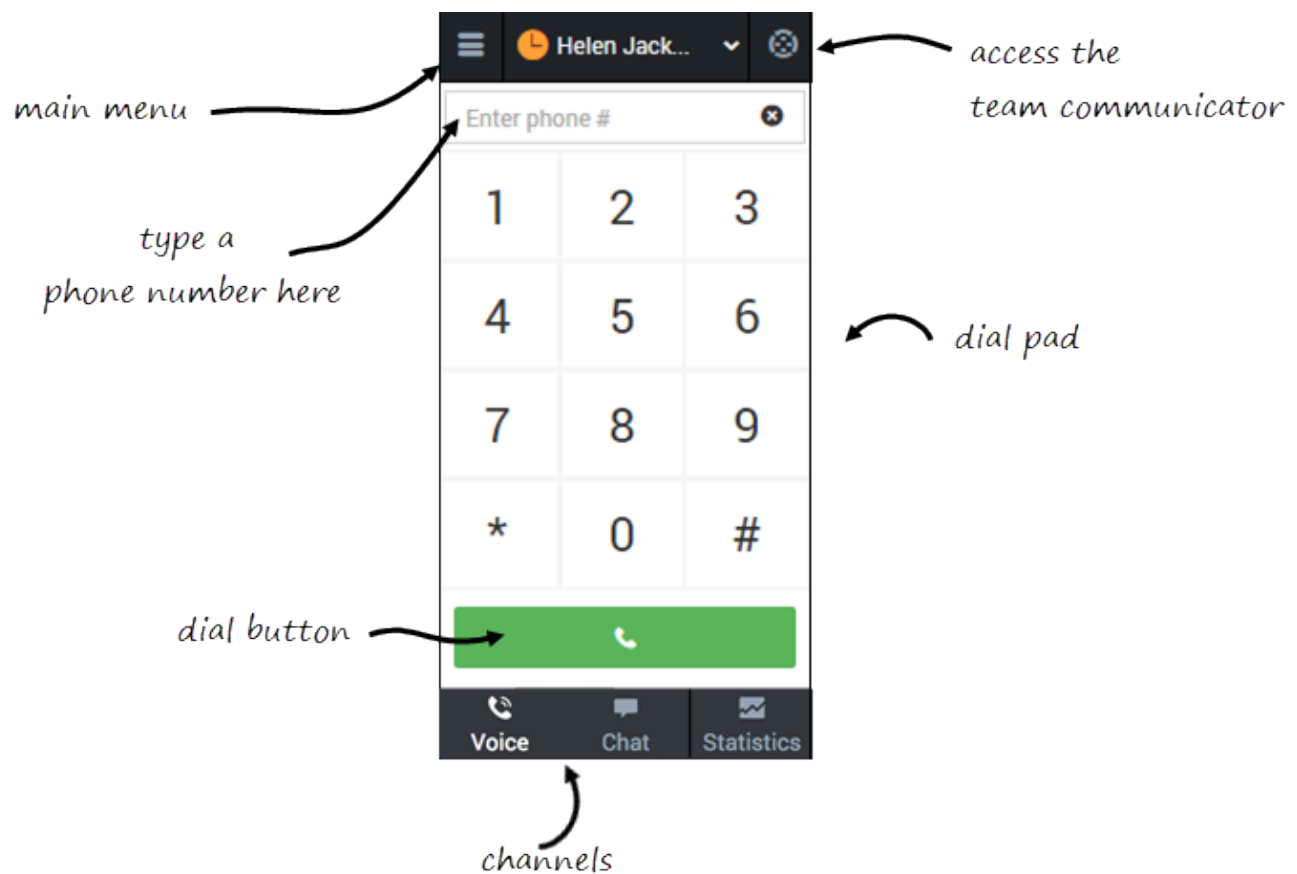 Helen Jack...
access the
team communicator
main menu
Enter phone #
1 2 3
type a
phone number here
4 5 6
dial pad
7 8 9
* 0 #
dial button
Voice Chat Statistics
channels